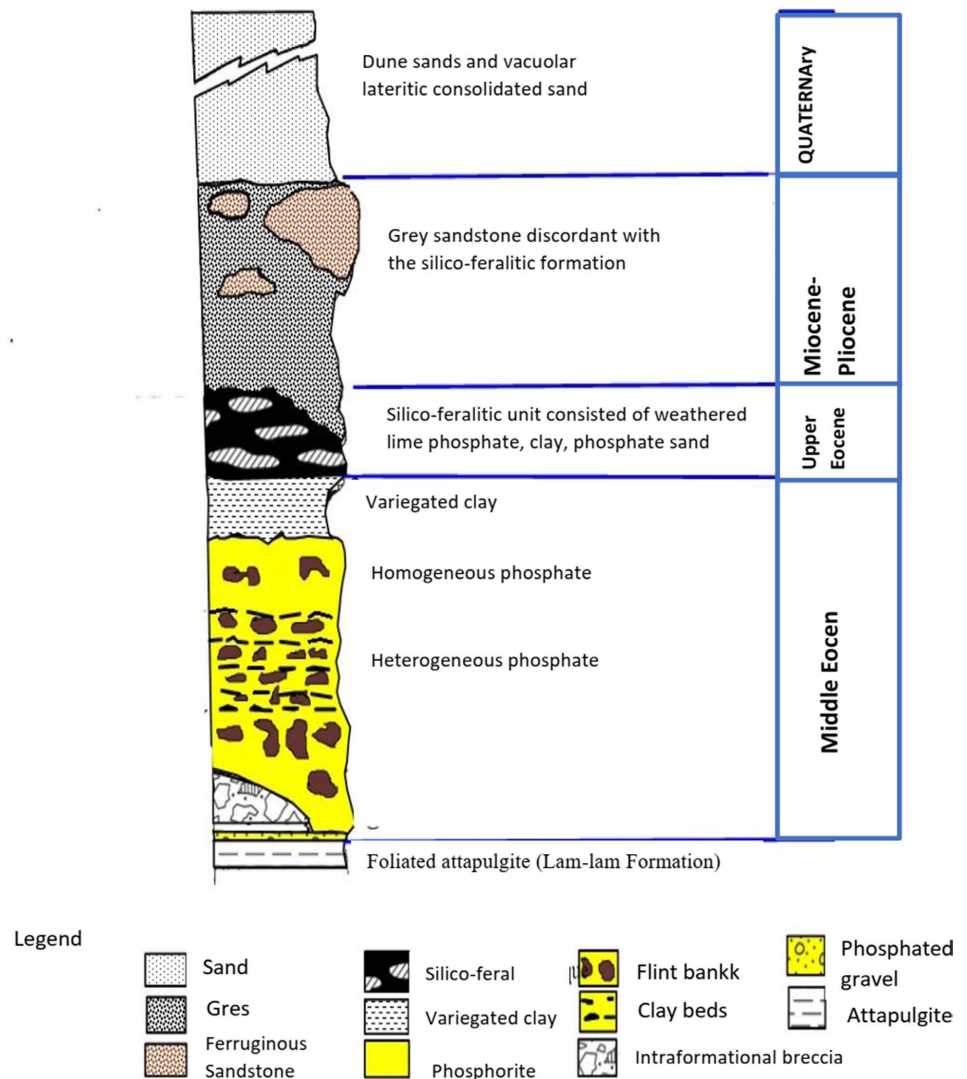 Dune sands and vacuolar
lateritic consolidated sand
QUATERNAry
Grey sandstone discordant with
the silico-feralitic formation
Miocene-
Pliocene
Silico-feralitic unit consisted of weathered
lime phosphate, clay, phosphate sand
Upper
Eocene
Variegated clay
Homogeneous phosphate
Heterogeneous phosphate
Middle Eocen
Foliated attapulgite (Lam-lam Formation)
Legend
Sand
Gres
Ferruginous
Sandstone
Silico-feral
Variegated clay
Phosphorite
Flint bankk
Clay beds
Intraformational breccia
Phosphated
gravel
Attapulgite